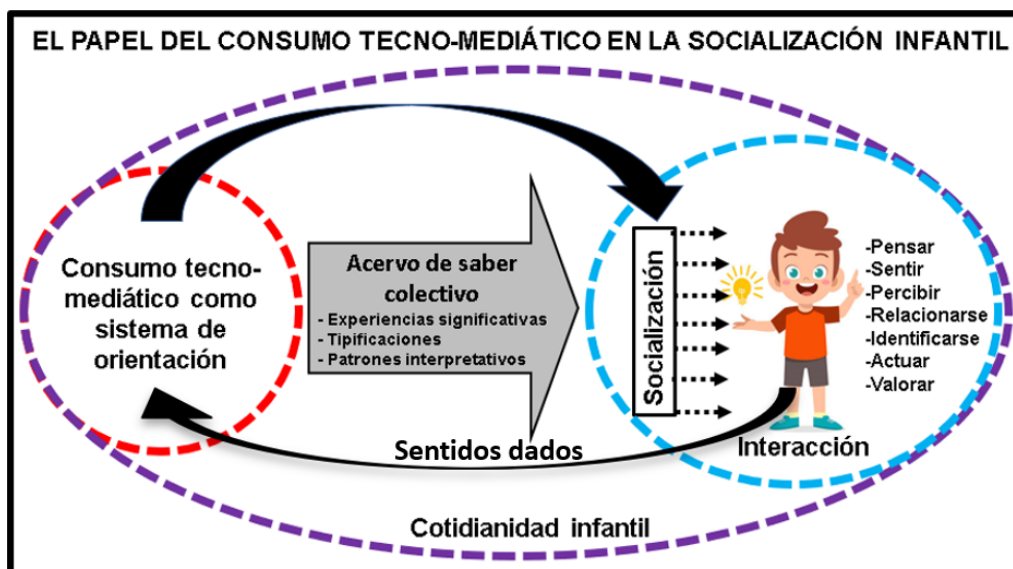 EL PAPEL DEL CONSUMO TECNO-MEDIÁTICO EN LA SOCIALIZACIÓN INFANTIL
Consumo tecno-
mediático como
sistema de
orientación
Acervo de saber
colectivo
- Experiencias significativas
- Tipificaciones
- Patrones interpretativos
Socialización
-Pensar
-Sentir
-Percibir
-Relacionarse
-Identificarse
-Actuar
-Valorar
Interacción
Sentidos dados
Cotidianidad infantil